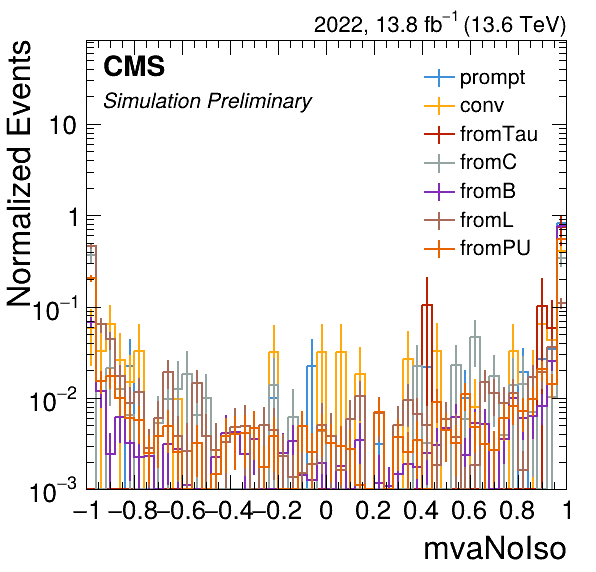 2022, 13.8 fb⁻¹ (13.6 TeV)
CMS
Simulation Preliminary
prompt
conv
fromTau
fromC
fromB
fromL
fromPU
Normalized Events
10
1
10⁻¹
10⁻²
10⁻³
−1 −0.8 −0.6 −0.4 −0.2 0 0.2 0.4 0.6 0.8 1
mvaNoIso